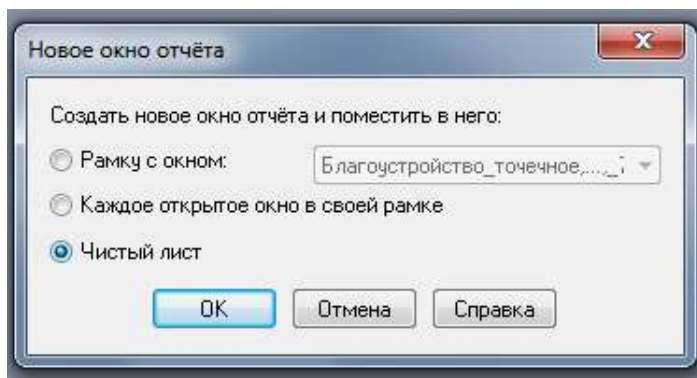 Новое окно отчёта
Создать новое окно отчёта и поместить в него:
Рамку с окном: Благоустройство_точечное,...,_
Каждое открытое окно в своей рамке
Чистый лист
OK Отмена Справка